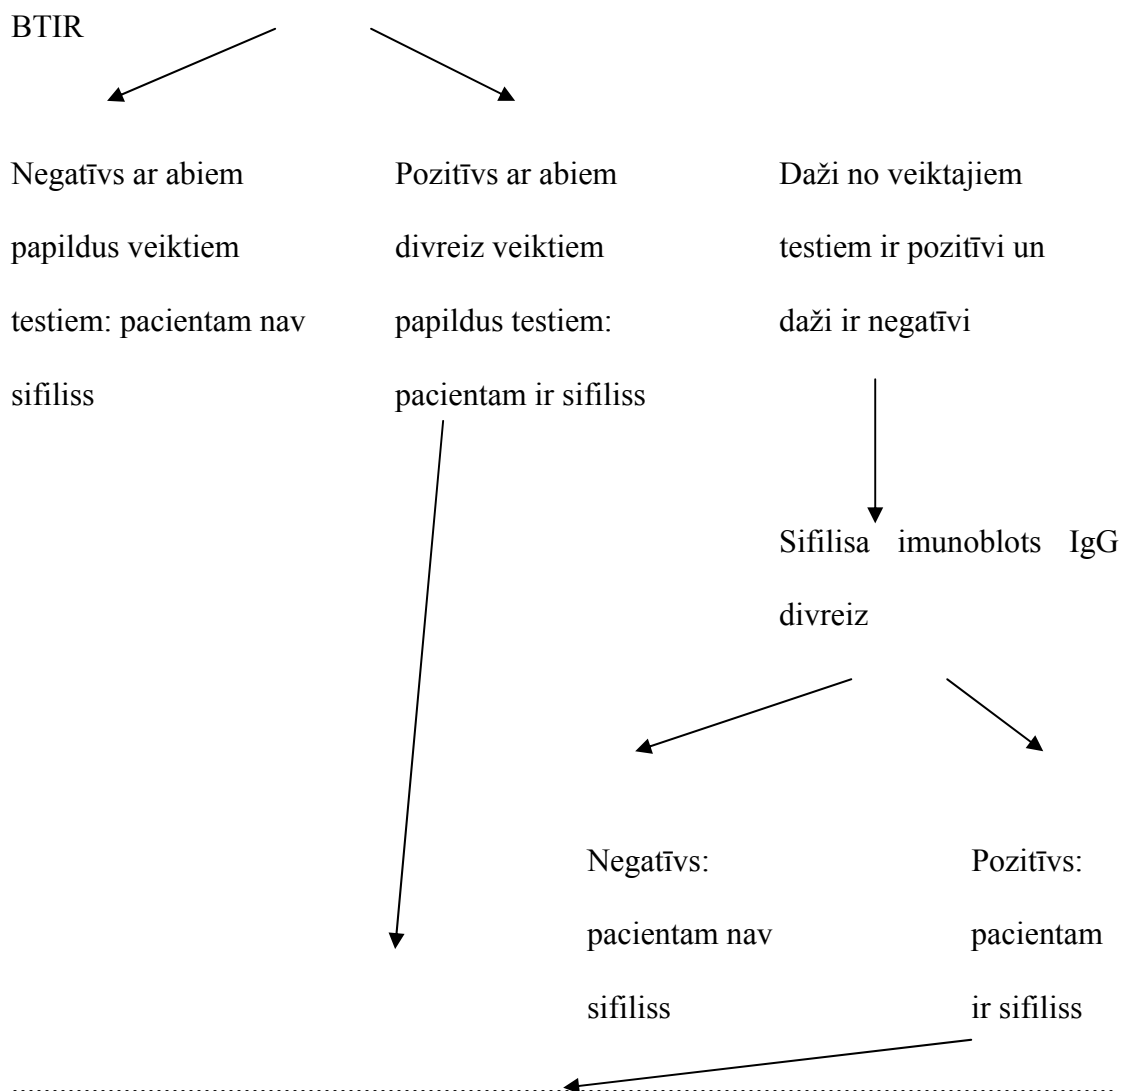 BTIR
Negatīvs ar abiem
papildus veiktiem
testiem: pacientam nav
sifiliss
Pozitīvs ar abiem
divreiz veiktiem
papildus testiem:
pacientam ir sifiliss
Daži no veiktajiem
testiem ir pozitīvi un
daži ir negatīvi
Sifilisa imunoblots IgG
divreiz
Negatīvs:
pacientam nav
sifiliss
Pozitīvs:
pacientam
ir sifiliss